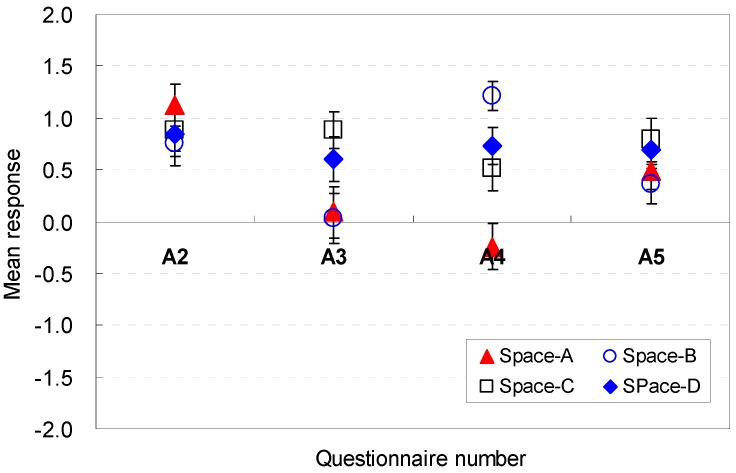 2.0
1.5
1.0
0.5
0.0
-0.5
-1.0
-1.5
-2.0
Mean response
A2 A3 A4 A5
Space-A Space-B
Space-C SPace-D
Questionnaire number